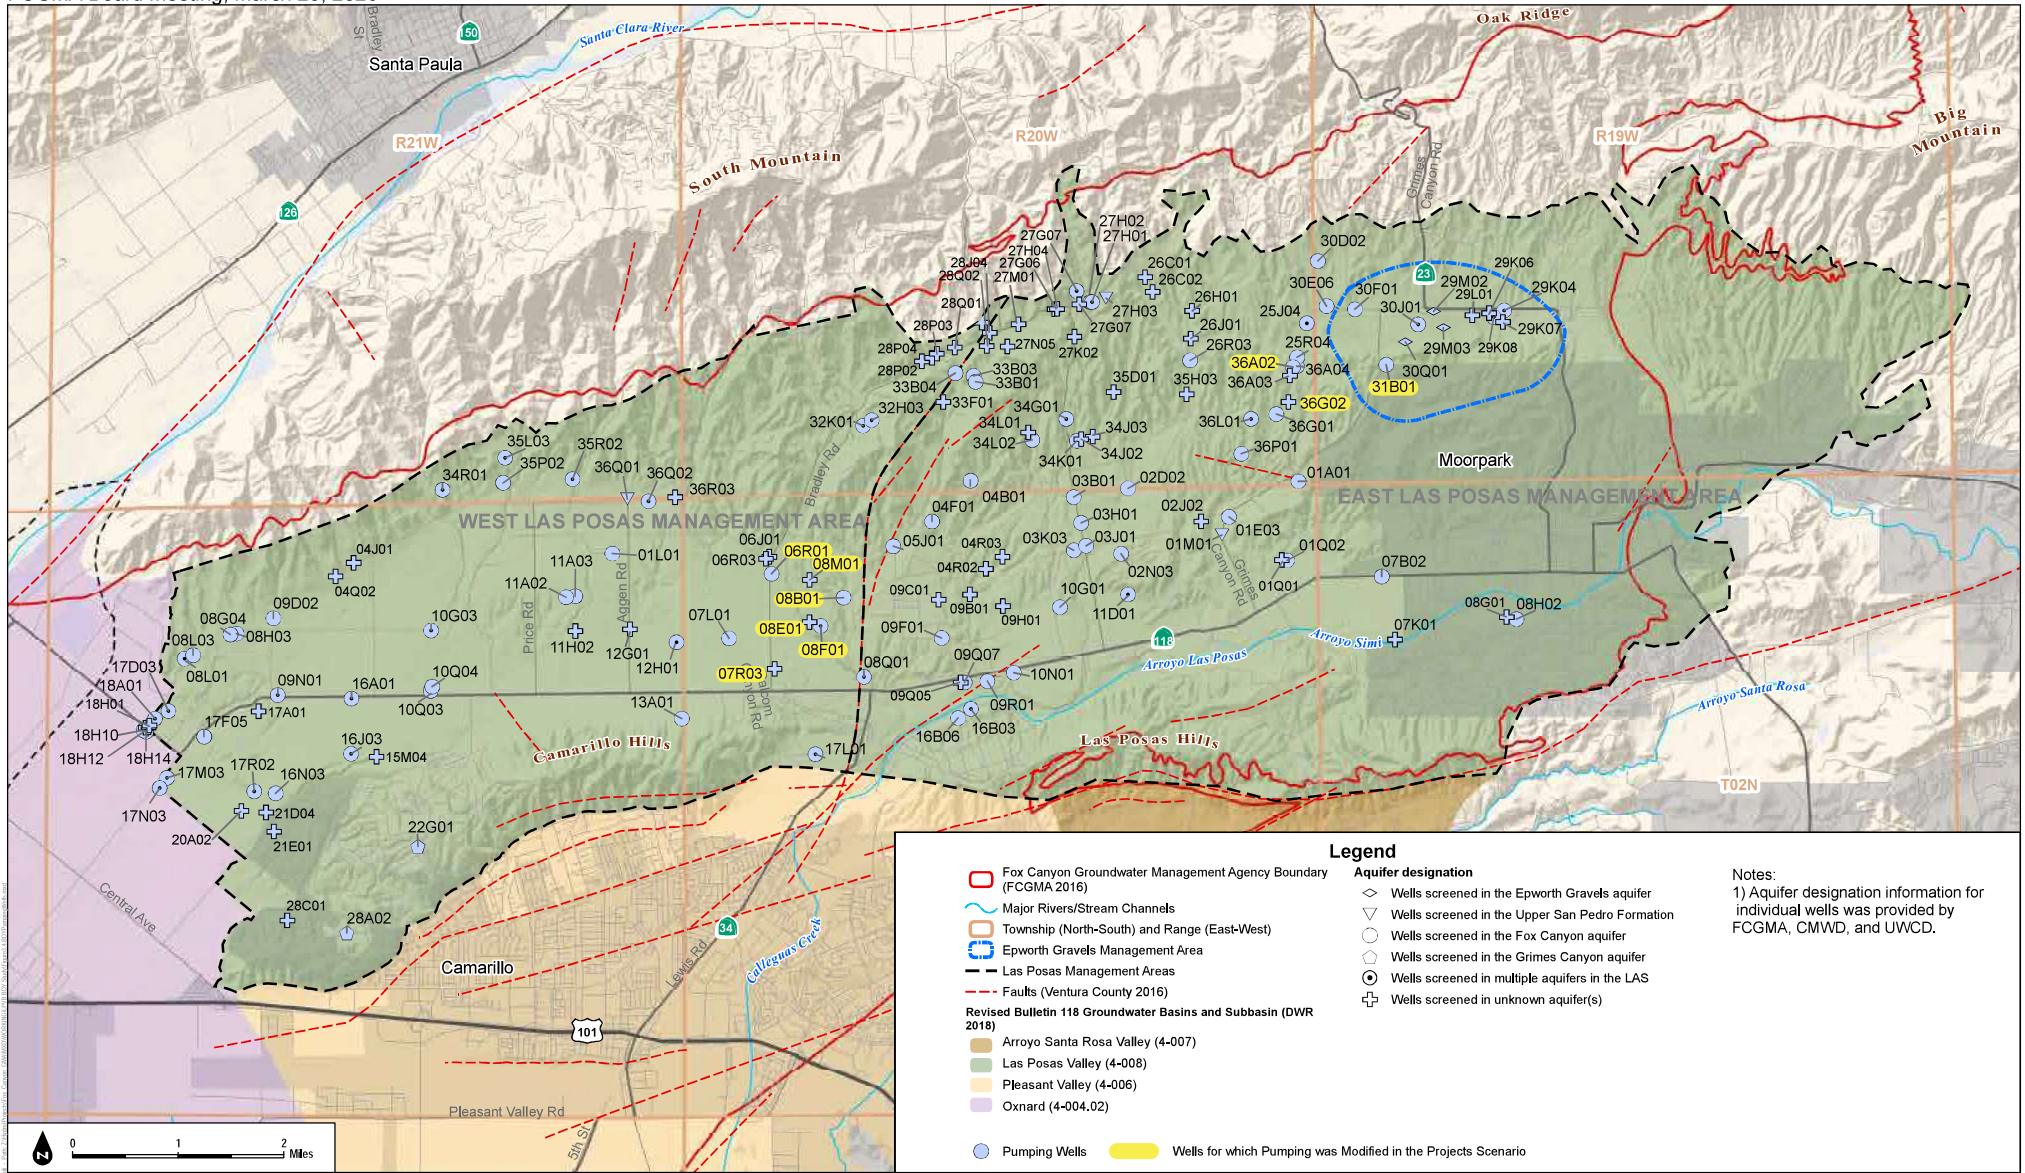 Santa Paula
Bradley
St
150
Santa Clara River
Oak Ridge
Big
Mountain
R21W
R20W
R19W
126
South Mountain
Grimes
Canyon Rd
23
27H02
27G07
27H01
27H04
27G06
28J04
28Q02
27M01
28Q01
28P03
28P04
28P02
26C01
26C02
27H03
26H01
27G07
26J01
27N05
27K02
26R03
30D02
30E06
30F01
25J04
30J01
29M02
29L01
29K06
29K04
29K07
29K08
29M03
30Q01
31B01
25R04
36A02
36A04
36A03
36G02
36G01
36L01
36P01
33B03
33B04
33B01
33F01
35D01
35H03
32H03
32K01
34G01
34L01
34L02
34J03
34J02
34K01
35L03
35R02
35P02
34R01
36Q01
36Q02
36R03
Bradley Rd
Moorpark
01A01
WEST LAS POSAS MANAGEMENT AREA
EAST LAS POSAS MANAGEMENT AREA
04B01
03B01
02D02
04F01
03H01
02J02
01E03
05J01
04R03
03K03
03J01
01M01
01Q02
01Q01
04R02
02N03
Grimes
Canyon Rd
07B02
04J01
04Q02
11A03
01L01
11A02
06J01
06R03
06R01
08M01
08B01
08E01
08F01
07R03
07L01
09C01
09B01
09H01
10G01
11D01
08G01
08H02
07K01
09D02
08G04
08H03
08L03
08L01
10G03
Price Rd
Aggen Rd
11H02
12G01
12H01
09F01
118
Arroyo Simi
Arroyo Las Posas
Arroyo Santa Rosa
17D03
18A01
18H01
18H10
18H12
18H14
17F05
17A01
09N01
16A01
10Q04
10Q03
13A01
08Q01
09Q07
09Q05
10N01
09R01
16B03
16B06
17L01
Camarillo Hills
Las Posas Hills
T02N
16J03
15M04
17M03
17N03
17R02
16N03
21D04
20A02
21E01
22G01
28C01
28A02
Central Ave
Camarillo
34
Lewis Rd
Calleguas Creek
101
Pleasant Valley Rd
5th St
N
0 1 2
Miles
Legend
Fox Canyon Groundwater Management Agency Boundary
(FCGMA 2016)
Major Rivers/Stream Channels
Township (North-South) and Range (East-West)
Epworth Gravels Management Area
Las Posas Management Areas
Faults (Ventura County 2016)
Revised Bulletin 118 Groundwater Basins and Subbasin (DWR
2018)
Arroyo Santa Rosa Valley (4-007)
Las Posas Valley (4-008)
Pleasant Valley (4-006)
Oxnard (4-004.02)
Pumping Wells
Wells for which Pumping was Modified in the Projects Scenario
Aquifer designation
Wells screened in the Epworth Gravels aquifer
Wells screened in the Upper San Pedro Formation
Wells screened in the Fox Canyon aquifer
Wells screened in the Grimes Canyon aquifer
Wells screened in multiple aquifers in the LAS
Wells screened in unknown aquifer(s)
Notes:
1) Aquifer designation information for
individual wells was provided by
FCGMA, CMWD, and UWCD.